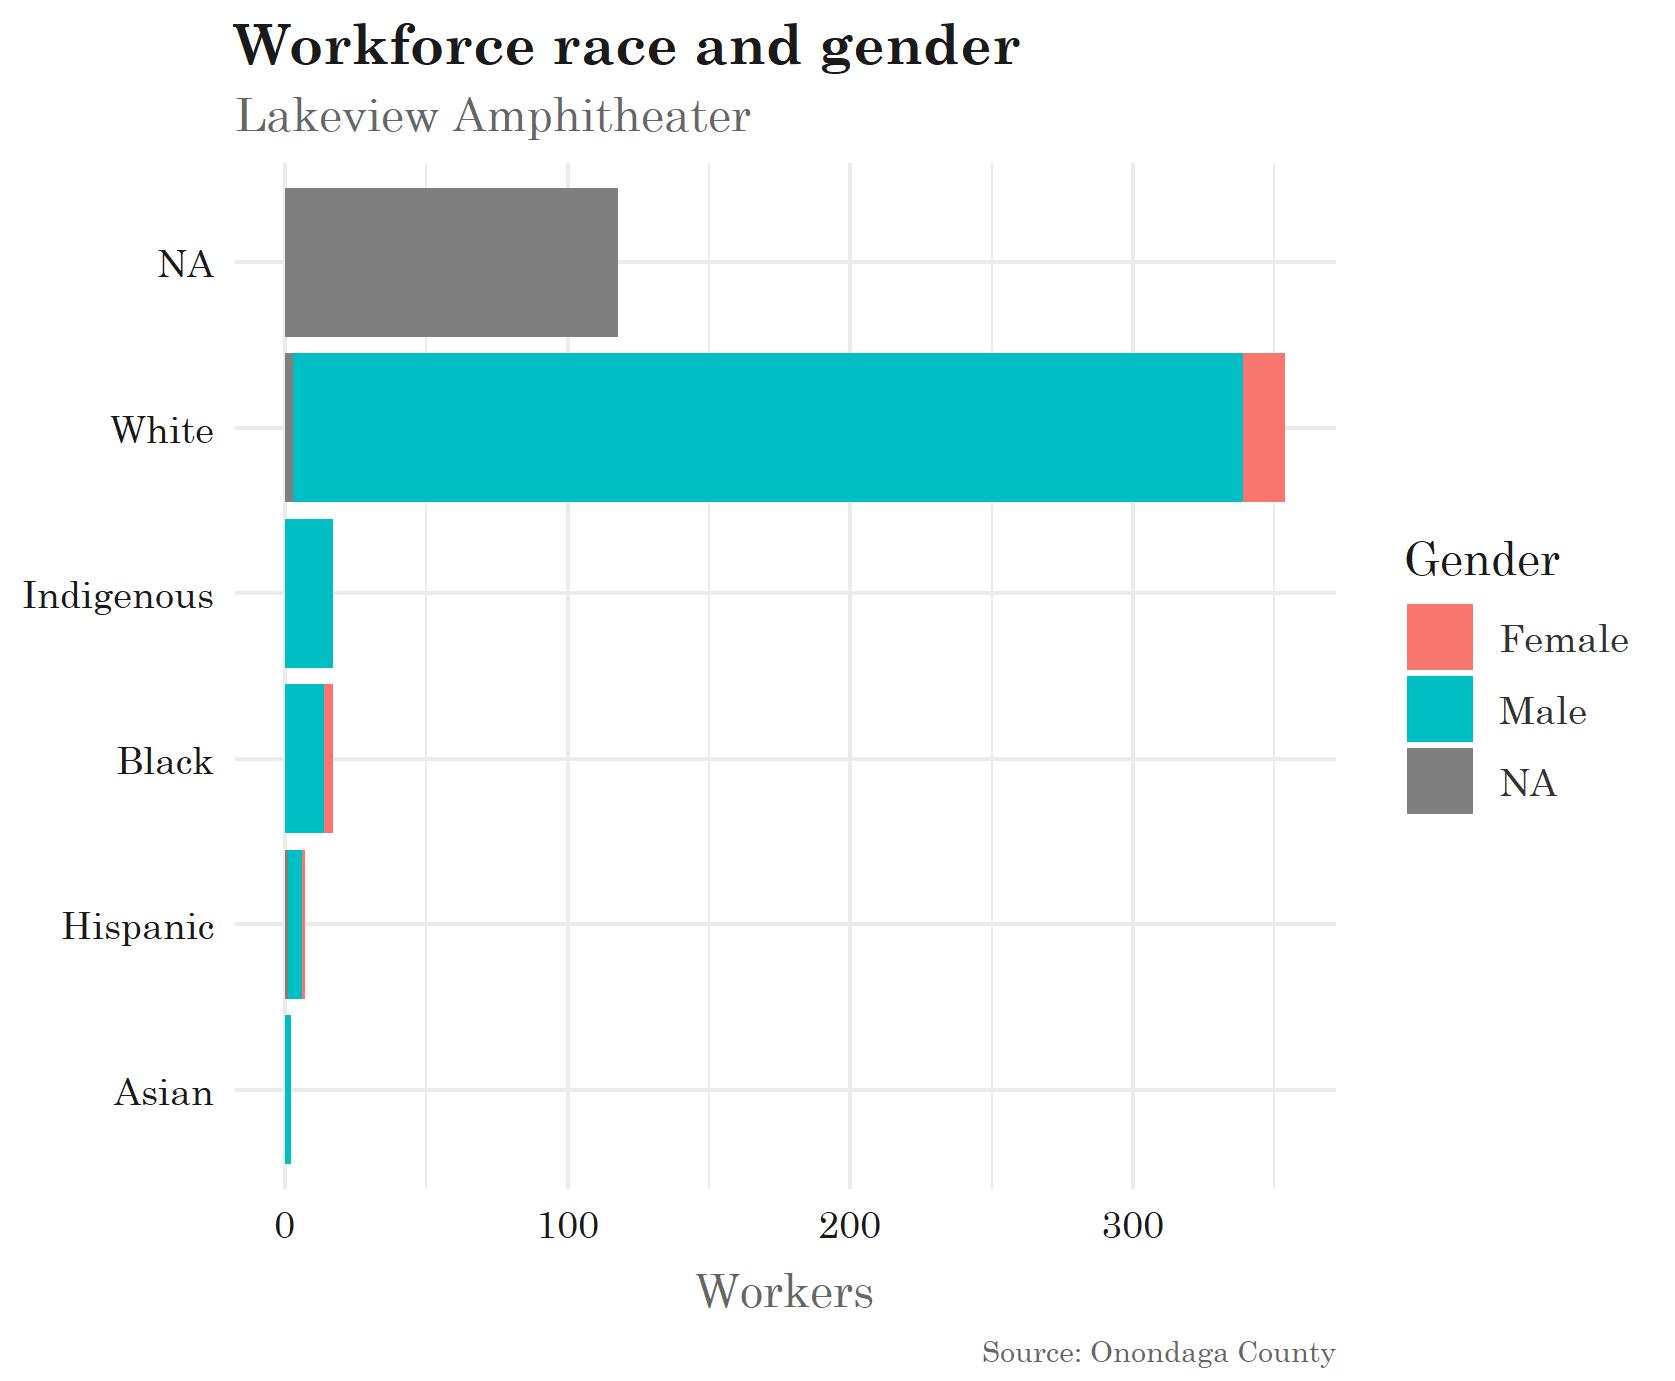 Workforce race and gender
Lakeview Amphitheater
NA
White
Indigenous
Black
Hispanic
Asian
0 100 200 300
Workers
Gender
Female
Male
NA
Source: Onondaga County